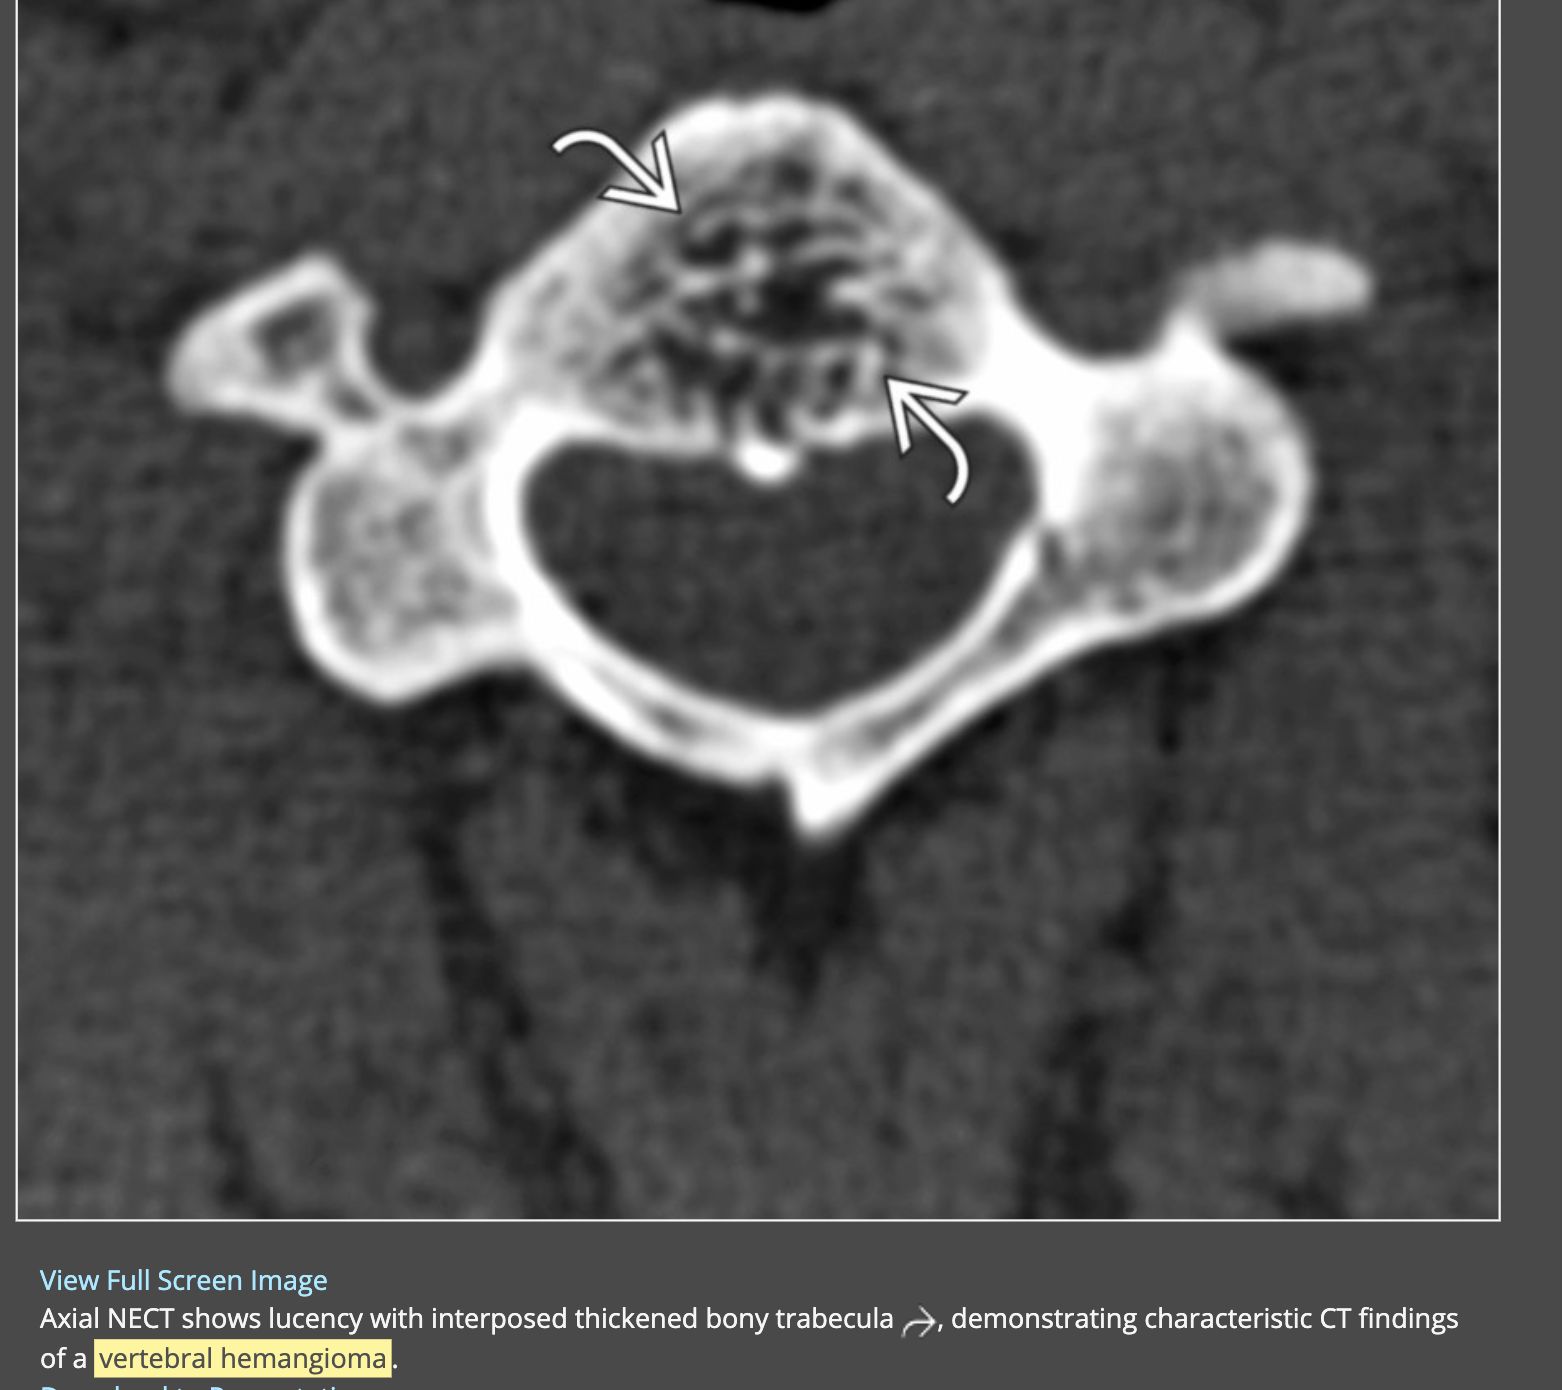 View Full Screen Image
Axial NECT shows lucency with interposed thickened bony trabecula , demonstrating characteristic CT findings
of a vertebral hemangioma.